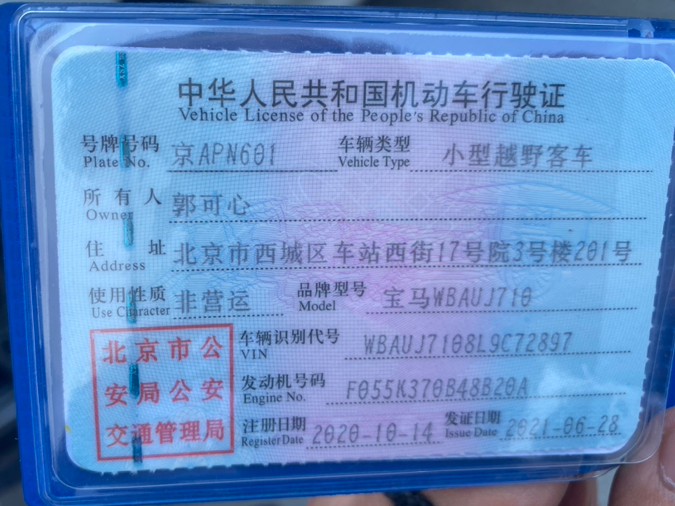 中华人民共和国机动车行驶证
Vehicle License of the People's Republic of China
号牌号码 京APN601 车辆类型 小型越野客车
Plate No. Vehicle Type
所有人 郭可心
Owner
住址 北京市西城区车站西街17号院3号楼201号
Address
使用性质 非营运 品牌型号 宝马WBAUJ710
Use Character Model
北京市公
安局公安
交通管理局
车辆识别代号 WBAUJ7108L9C72897
VIN
发动机号码 F055K370B48B20A
Engine No.
注册日期 2020-10-14 发证日期 2021-06-28
Register Date Issue Date